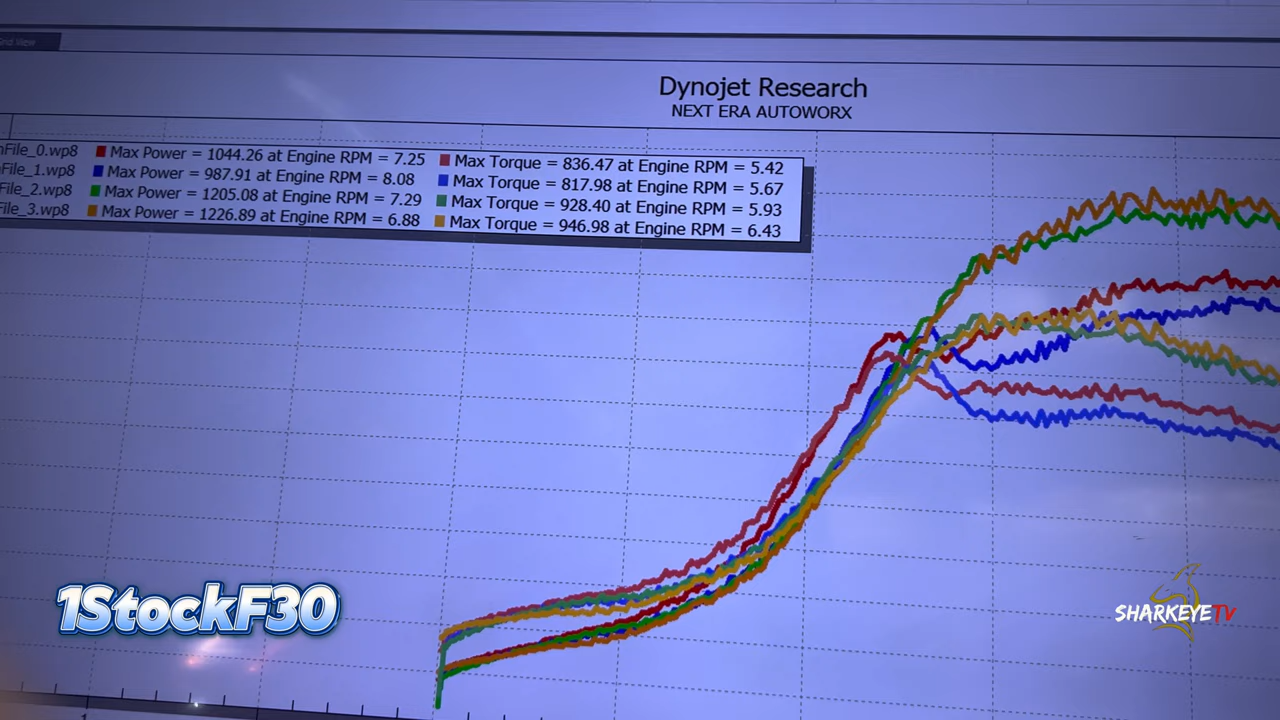 Grid View
Dynojet Research
NEXT ERA AUTOWORX
File_0.wp8 Max Power = 1044.26 at Engine RPM = 7.25 Max Torque = 836.47 at Engine RPM = 5.42
File_1.wp8 Max Power = 987.91 at Engine RPM = 8.08 Max Torque = 817.98 at Engine RPM = 5.67
File_2.wp8 Max Power = 1205.08 at Engine RPM = 7.29 Max Torque = 928.40 at Engine RPM = 5.93
File_3.wp8 Max Power = 1226.89 at Engine RPM = 6.88 Max Torque = 946.98 at Engine RPM = 6.43
1StockF30
SHARKEYETV